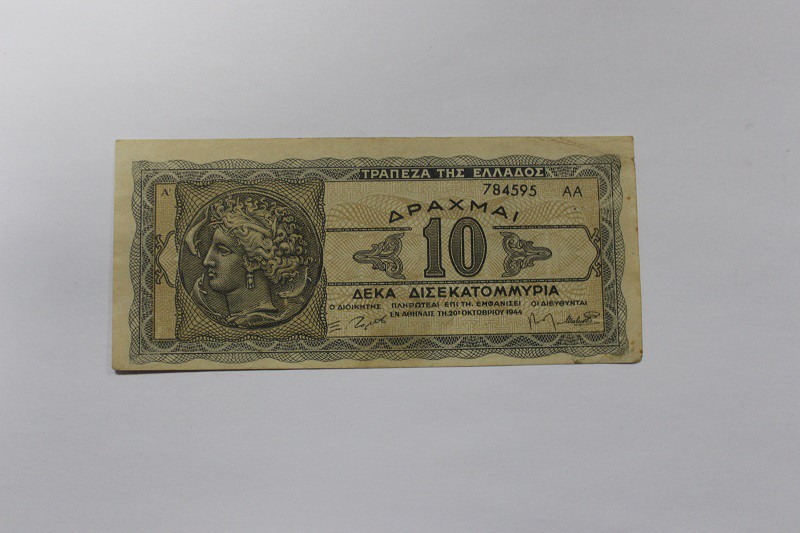 ΤΡΑΠΕΖΑ ΤΗΣ ΕΛΛΑΔΟΣ
Α' 784595 ΑΑ
ΔΡΑΧΜΑΙ
10
ΔΕΚΑ ΔΙΣΕΚΑΤΟΜΜΥΡΙΑ
ΠΛΗΡΩΤΕΑΙ ΕΠΙ ΤΗ, ΕΜΦΑΝΙΣΕΙ
ΕΝ ΑΘΗΝΑΙΣ ΤΗ, 20ῌ ΟΚΤΩΒΡΙΟΥ 1944
Ο ΔΙΟΙΚΗΤΗΣ
ΟΙ ΔΙΕΥΘΥΝΤΑΙ